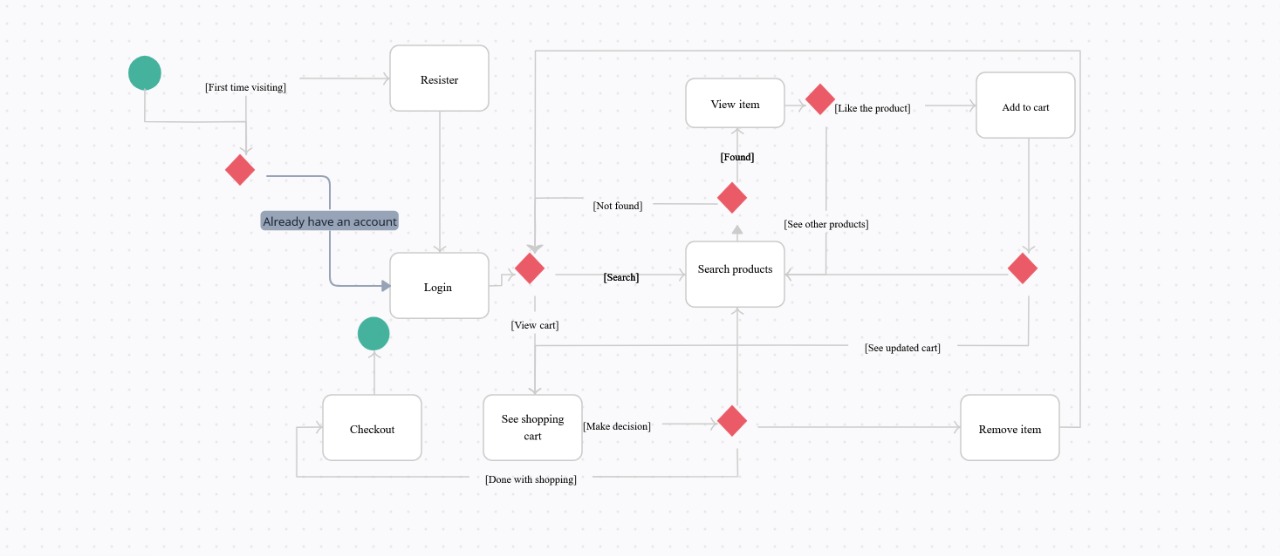 [First time visiting]
Resister
View item
[Like the product]
Add to cart
[Found]
Already have an account
[Not found]
[See other products]
Login
[Search]
Search products
[View cart]
[See updated cart]
Checkout
See shopping
cart
[Make decision]
Remove item
[Done with shopping]